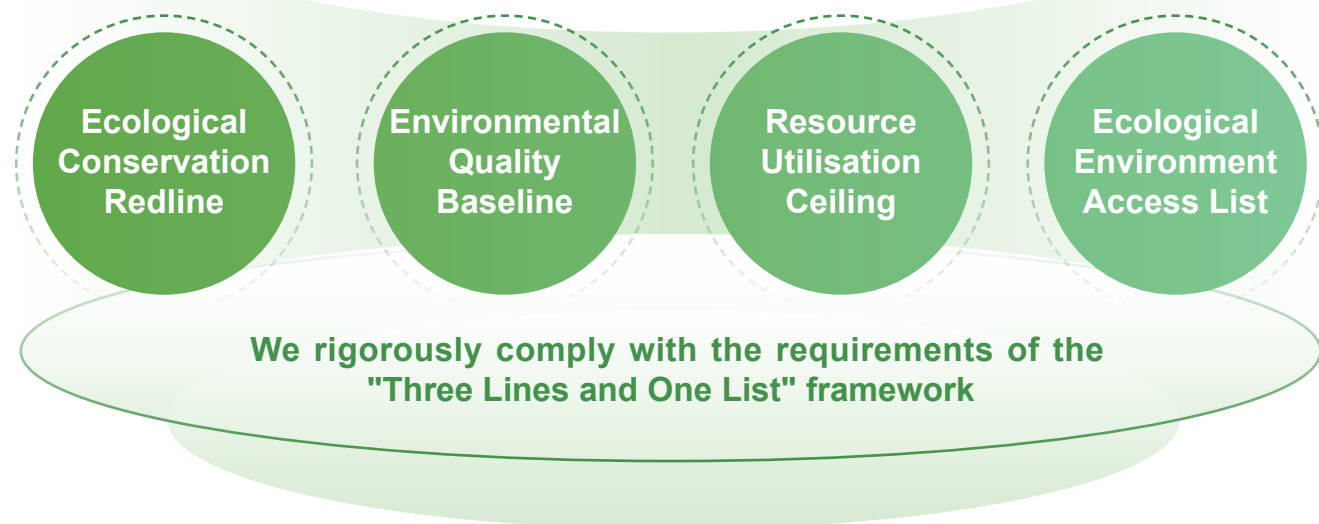 Ecological
Conservation
Redline
Environmental
Quality
Baseline
Resource
Utilisation
Ceiling
Ecological
Environment
Access List
We rigorously comply with the requirements of the
"Three Lines and One List" framework